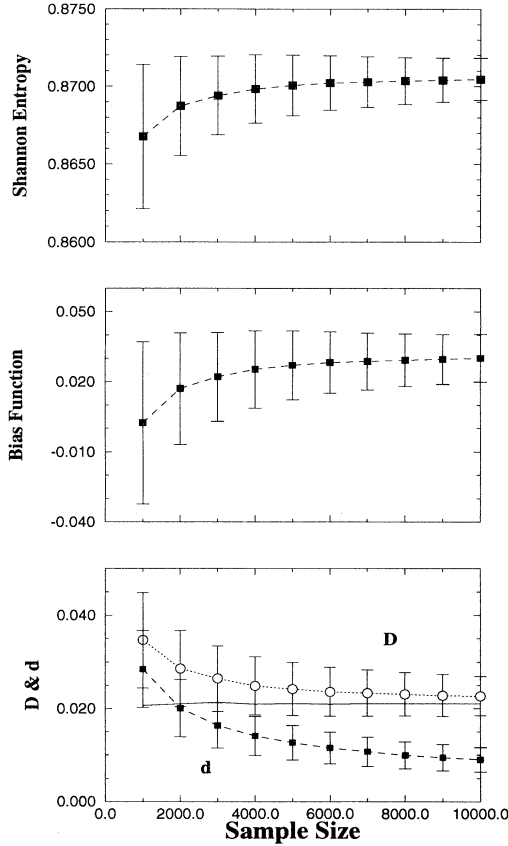 0.8750
0.8700
0.8650
0.8600
Shannon Entropy
0.050
0.020
-0.010
-0.040
Bias Function
0.040
0.020
0.000
D & d
D
d
0.0 2000.0 4000.0 6000.0 8000.0 10000.0
Sample Size